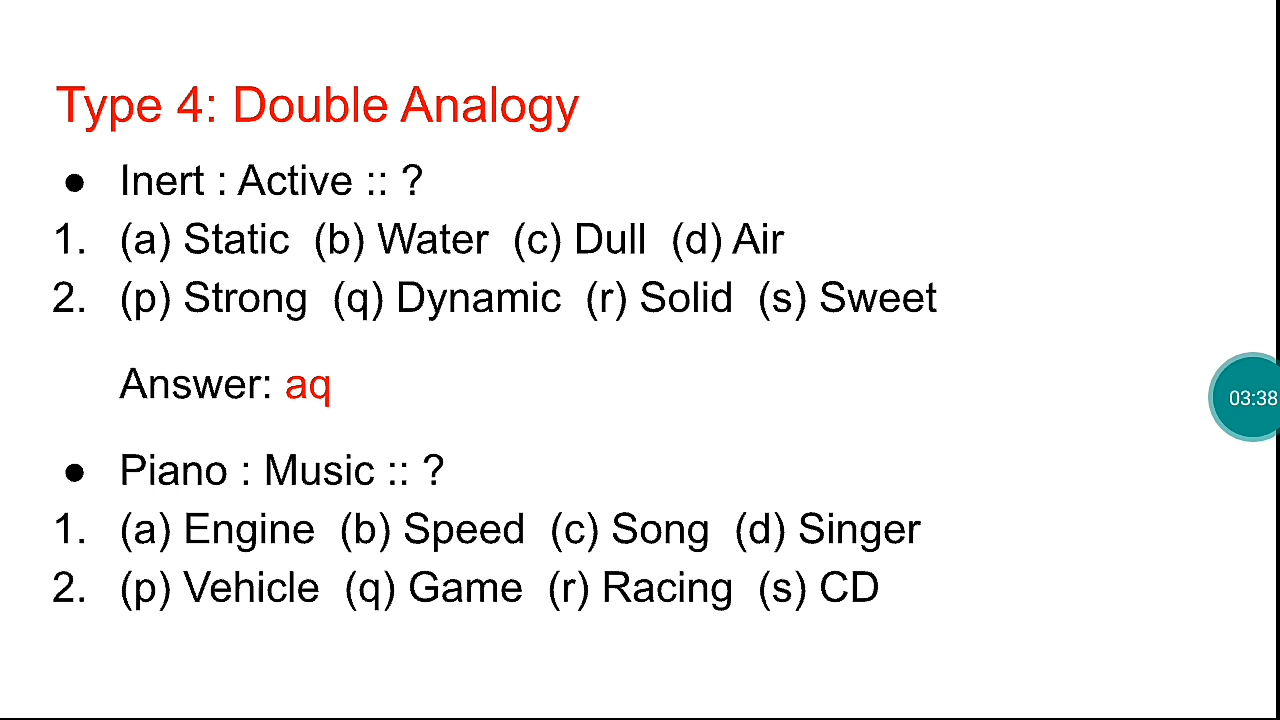 Type 4: Double Analogy
● Inert : Active :: ?
1. (a) Static (b) Water (c) Dull (d) Air
2. (p) Strong (q) Dynamic (r) Solid (s) Sweet
Answer: aq
03:38
● Piano : Music :: ?
1. (a) Engine (b) Speed (c) Song (d) Singer
2. (p) Vehicle (q) Game (r) Racing (s) CD